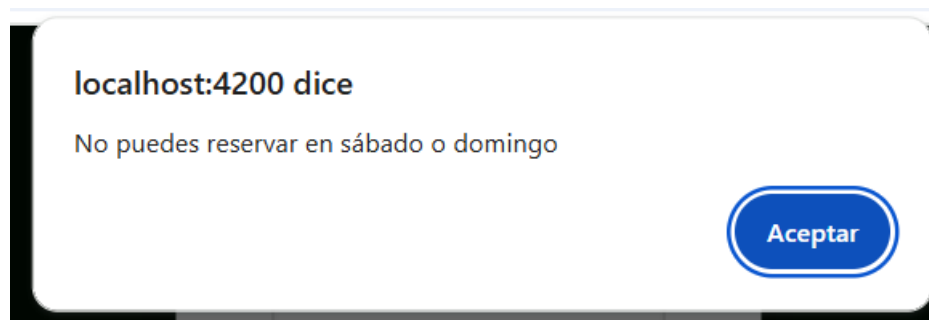 localhost:4200 dice
No puedes reservar en sábado o domingo
Aceptar